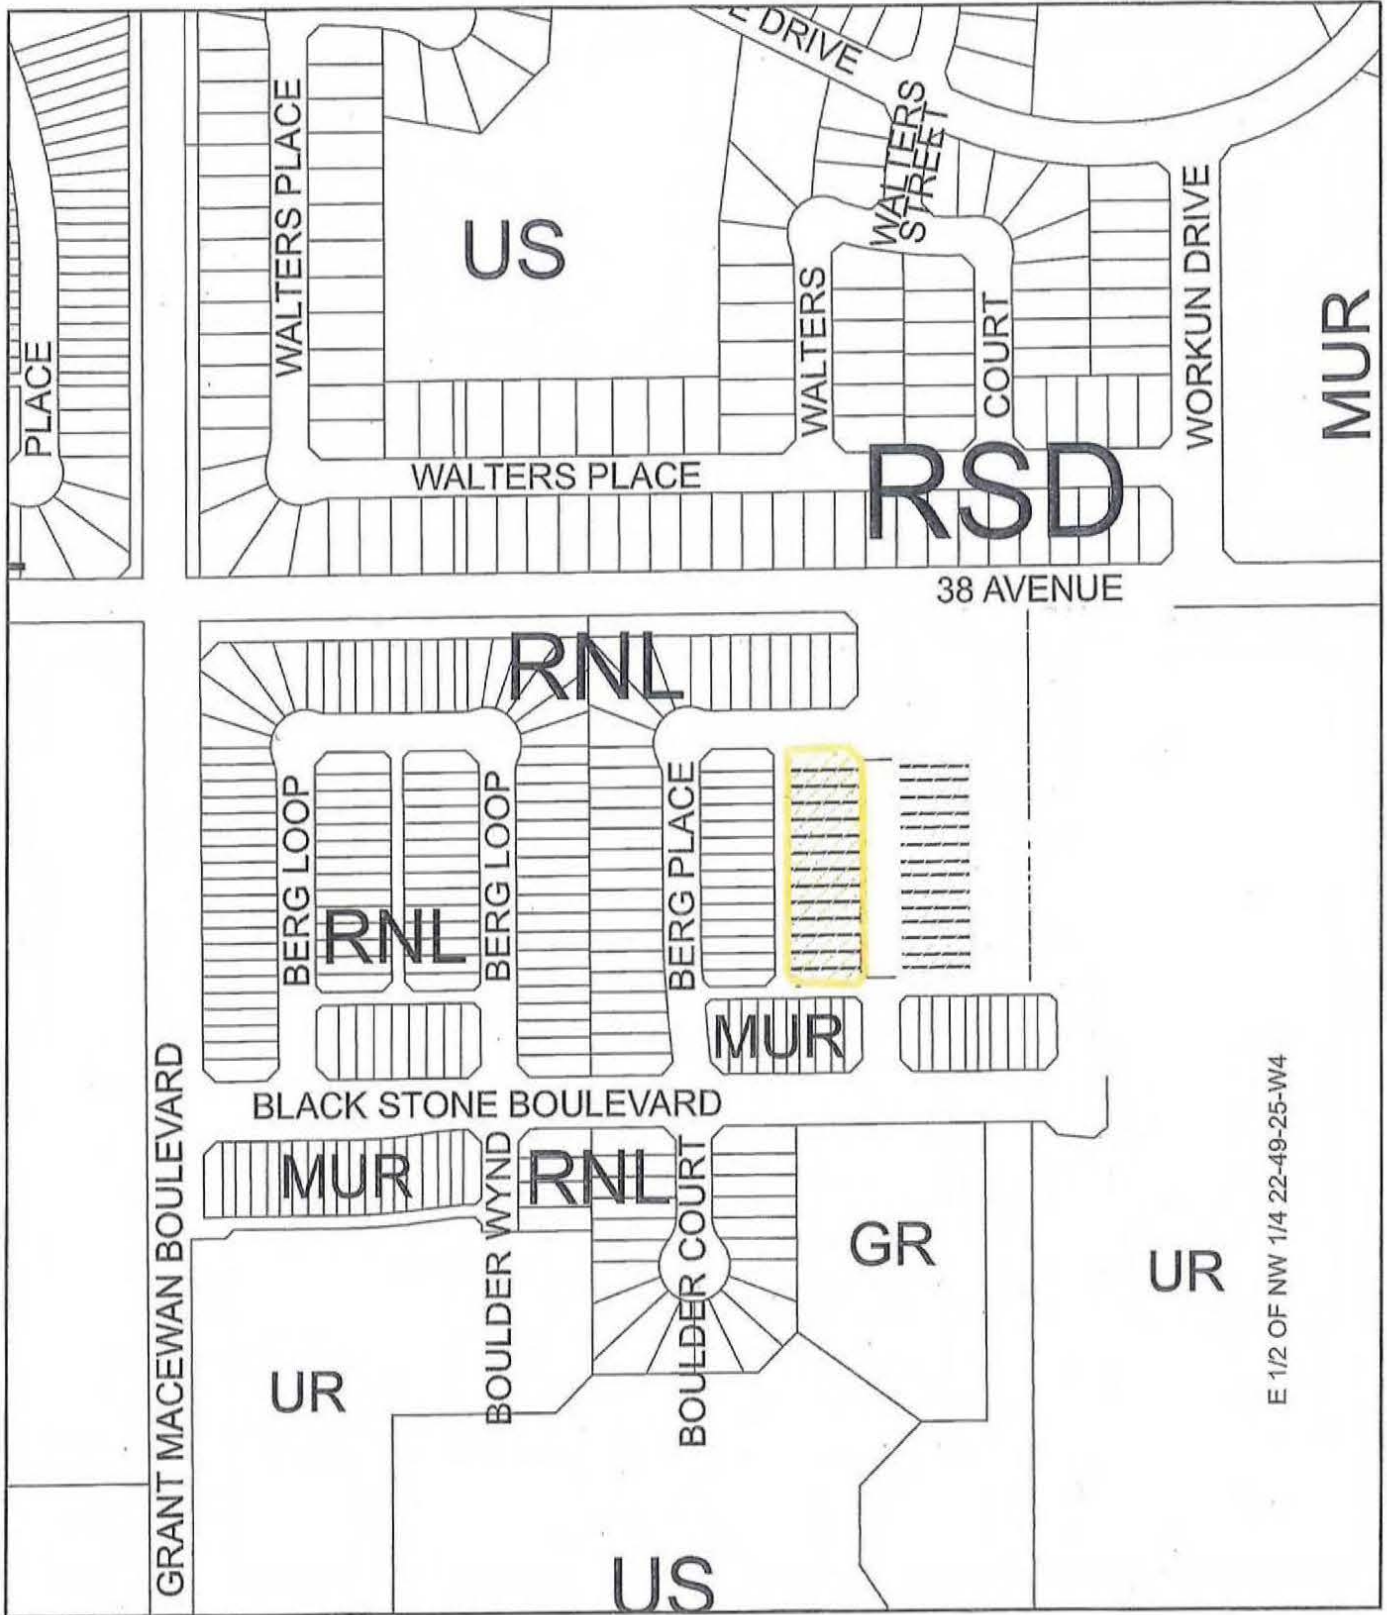 DRIVE
WALTERS
STREET
WALTERS PLACE
US
WORKUN DRIVE
MUR
PLACE
WALTERS
COURT
WALTERS PLACE
RSD
38 AVENUE
RNL
BERG LOOP
RNL
BERG LOOP
BERG PLACE
MUR
BLACK STONE BOULEVARD
GRANT MACEWAN BOULEVARD
MUR
BOULDER WYND
RNL
BOULDER COURT
GR
UR
E 1/2 OF NW 1/4 22-49-25-W4
UR
US